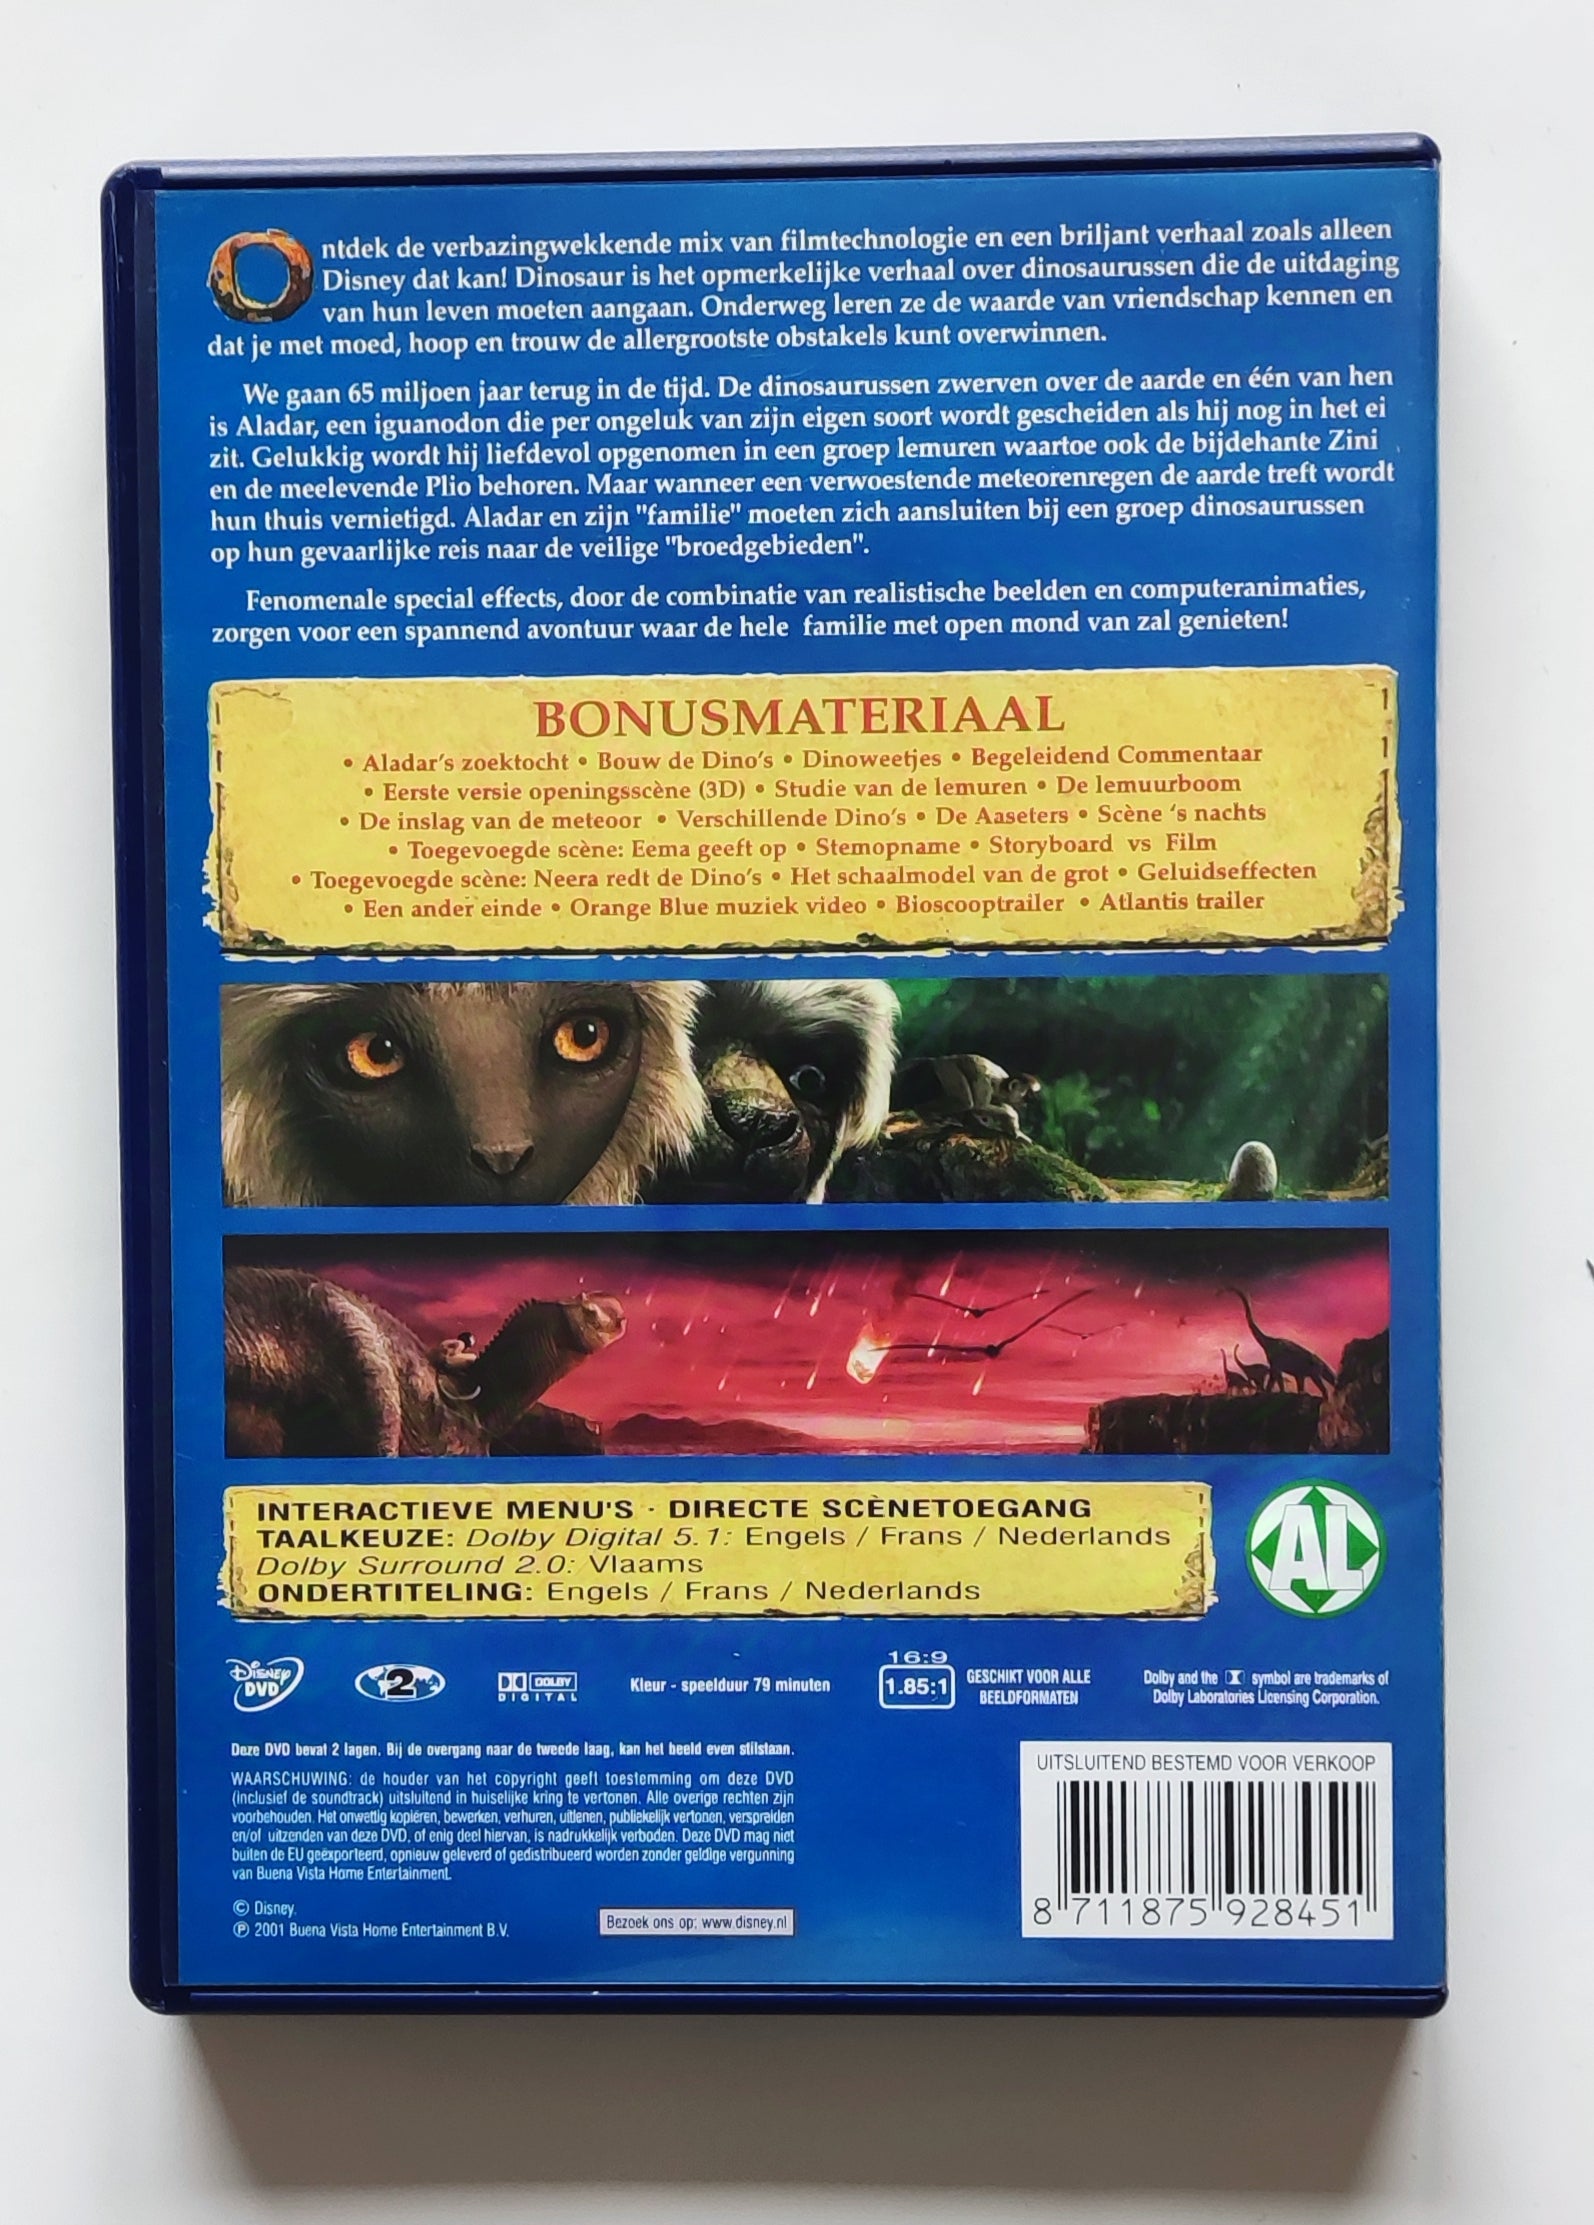 Ontdek de verbazingwekkende mix van filmtechnologie en een briljant verhaal zoals alleen
Disney dat kan! Dinosaur is het opmerkelijke verhaal over dinosaurussen die de uitdaging
van hun leven moeten aangaan. Onderweg leren ze de waarde van vriendschap kennen en
dat je met moed, hoop en trouw de allergrootste obstakels kunt overwinnen.
We gaan 65 miljoen jaar terug in de tijd. De dinosaurussen zwerven over de aarde en één van hen
is Aladar, een iguanodon die per ongeluk van zijn eigen soort wordt gescheiden als hij nog in het ei
zit. Gelukkig wordt hij liefdevol opgenomen in een groep lemuren waartoe ook de bijdehante Zini
en de meelevende Plio behoren. Maar wanneer een verwoestende meteorenregen de aarde treft wordt
hun thuis vernietigd. Aladar en zijn "familie" moeten zich aansluiten bij een groep dinosaurussen
op hun gevaarlijke reis naar de veilige "broedgebieden".
Fenomenale special effects, door de combinatie van realistische beelden en computeranimaties,
zorgen voor een spannend avontuur waar de hele familie met open mond van zal genieten!
BONUSMATERIAAL
• Aladar's zoektocht • Bouw de Dino's • Dinoweetjes • Begeleidend Commentaar
• Eerste versie openingsscène (3D) • Studie van de lemuren • De lemuurboom
• De inslag van de meteoor • Verschillende Dino's • De Aaseters • Scène 's nachts
• Toegevoegde scène: Eema geeft op • Stemopname • Storyboard vs Film
• Toegevoegde scène: Neera redt de Dino's • Het schaalmodel van de grot • Geluidseffecten
• Een ander einde • Orange Blue muziek video • Bioscooptrailer • Atlantis trailer
INTERACTIEVE MENU'S · DIRECTE SCÈNETOEGANG
TAALKEUZE: Dolby Digital 5.1: Engels / Frans / Nederlands
Dolby Surround 2.0: Vlaams
ONDERTITELING: Engels / Frans / Nederlands
AL
DISNEY DVD
2
DOLBY DIGITAL
Kleur - speelduur 79 minuten
16:9
1.85:1
GESCHIKT VOOR ALLE
BEELDFORMATEN
Dolby and the symbol are trademarks of
Dolby Laboratories Licensing Corporation.
Deze DVD bevat 2 lagen. Bij de overgang naar de tweede laag, kan het beeld even stilstaan.
WAARSCHUWING: de houder van het copyright geeft toestemming om deze DVD
(inclusief de soundtrack) uitsluitend in huiselijke kring te vertonen. Alle overige rechten zijn
voorbehouden. Het onwettig kopiëren, bewerken, verhuren, uitlenen, publiekelijk vertonen, verspreiden
en/of uitzenden van deze DVD, of enig deel hiervan, is nadrukkelijk verboden. Deze DVD mag niet
buiten de EU geëxporteerd, opnieuw geleverd of gedistribueerd worden zonder geldige vergunning
van Buena Vista Home Entertainment.
© Disney.
℗ 2001 Buena Vista Home Entertainment B.V.
Bezoek ons op: www.disney.nl
UITSLUITEND BESTEMD VOOR VERKOOP
8 711875 928451